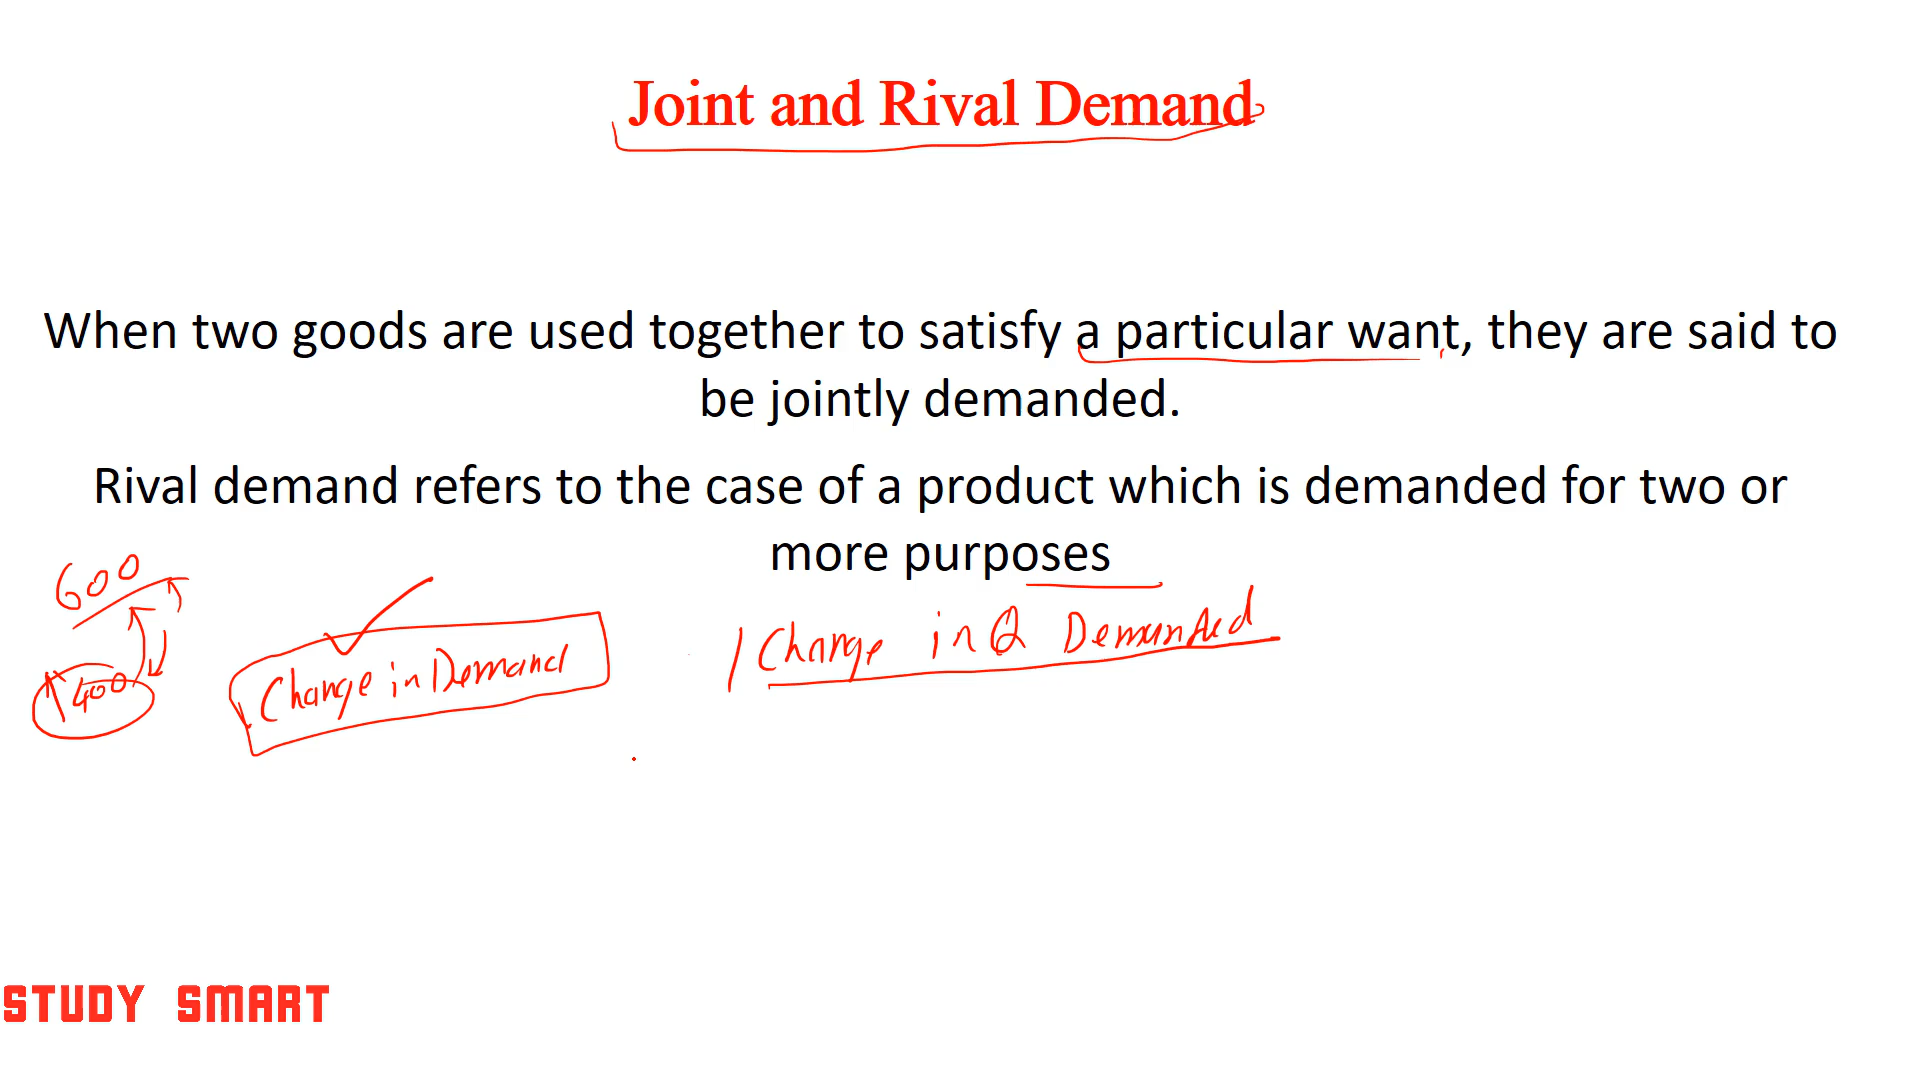 Joint and Rival Demand
When two goods are used together to satisfy a particular want, they are said to
be jointly demanded.
Rival demand refers to the case of a product which is demanded for two or
more purposes
600
400
Change in Demand
Change in Q Demanded
STUDY SMART